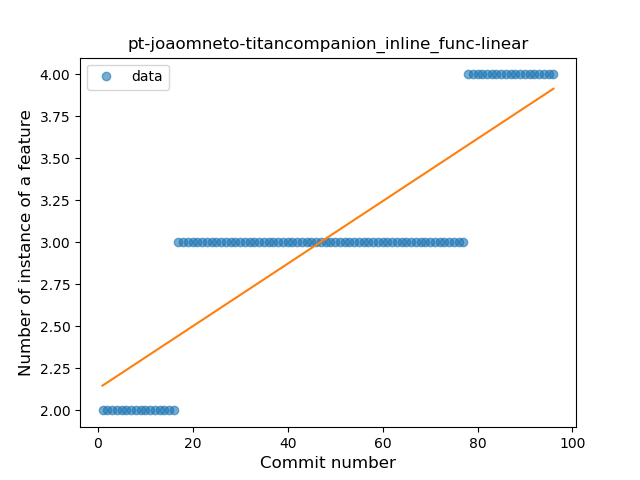 pt-joaomneto-titancompanion_inline_func-linear
data
Number of instance of a feature
4.00
3.75
3.50
3.25
3.00
2.75
2.50
2.25
2.00
0 20 40 60 80 100
Commit number